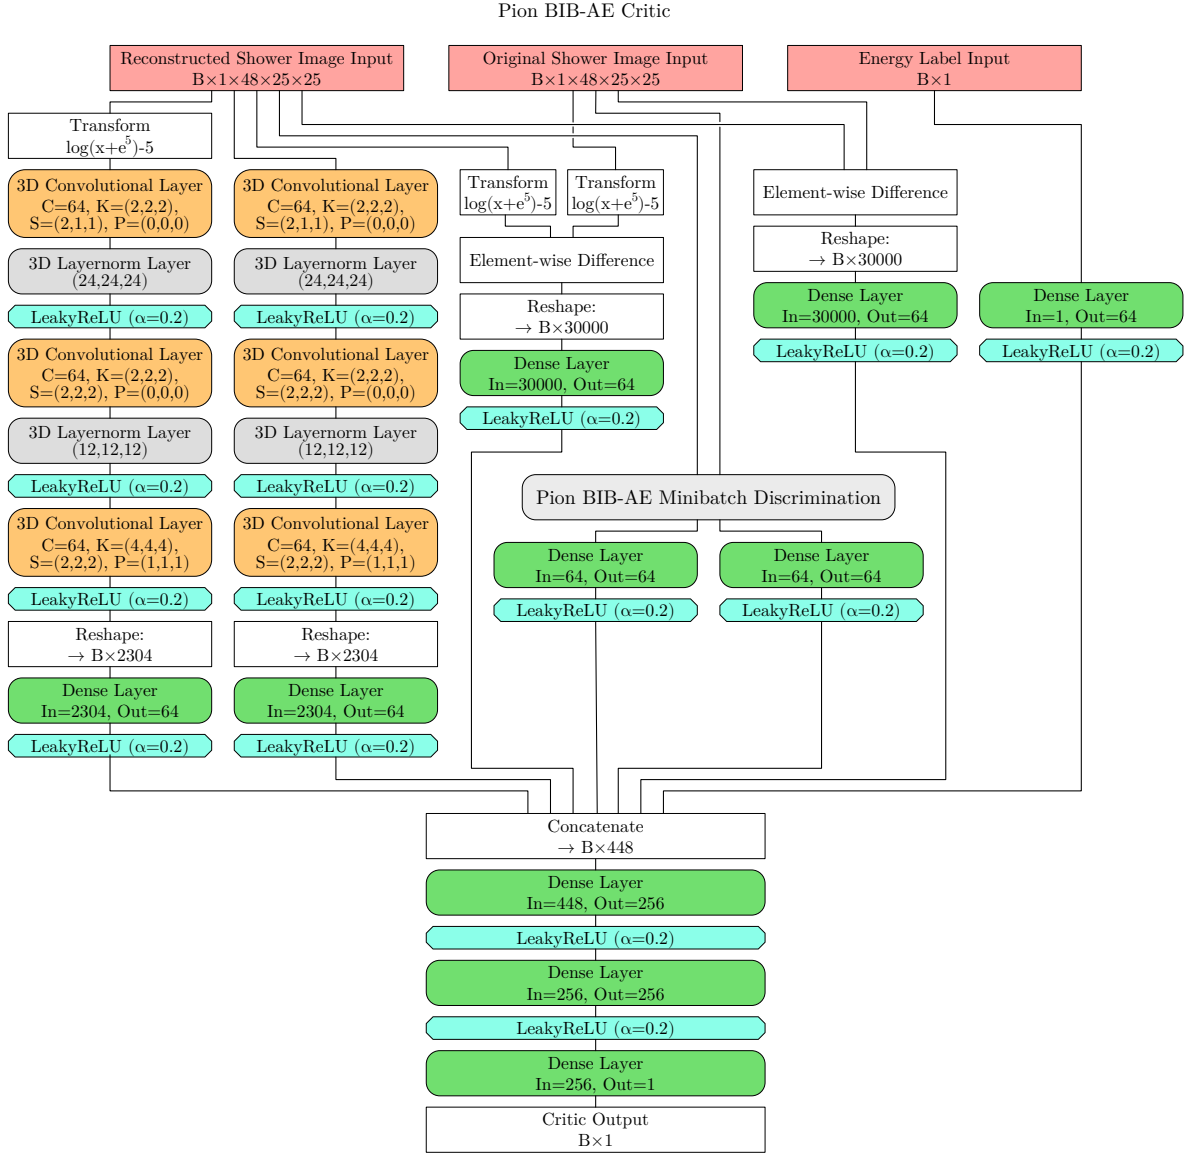 Pion BIB-AE Critic
Reconstructed Shower Image Input
B×1×48×25×25
Original Shower Image Input
B×1×48×25×25
Energy Label Input
B×1
Transform
log(x+e^5)-5
3D Convolutional Layer
C=64, K=(2,2,2),
S=(2,1,1), P=(0,0,0)
3D Layernorm Layer
(24,24,24)
LeakyReLU (α=0.2)
3D Convolutional Layer
C=64, K=(2,2,2),
S=(2,2,2), P=(0,0,0)
3D Layernorm Layer
(12,12,12)
LeakyReLU (α=0.2)
3D Convolutional Layer
C=64, K=(4,4,4),
S=(2,2,2) P=(1,1,1)
LeakyReLU (α=0.2)
Reshape:
→ B×2304
Dense Layer
In=2304, Out=64
LeakyReLU (α=0.2)
3D Convolutional Layer
C=64, K=(2,2,2),
S=(2,1,1), P=(0,0,0)
3D Layernorm Layer
(24,24,24)
LeakyReLU (α=0.2)
3D Convolutional Layer
C=64, K=(2,2,2),
S=(2,2,2), P=(0,0,0)
3D Layernorm Layer
(12,12,12)
LeakyReLU (α=0.2)
3D Convolutional Layer
C=64, K=(4,4,4),
S=(2,2,2) P=(1,1,1)
LeakyReLU (α=0.2)
Reshape:
→ B×2304
Dense Layer
In=2304, Out=64
LeakyReLU (α=0.2)
Transform
log(x+e^5)-5
Transform
log(x+e^5)-5
Element-wise Difference
Reshape:
→ B×30000
Dense Layer
In=30000, Out=64
LeakyReLU (α=0.2)
Pion BIB-AE Minibatch Discrimination
Dense Layer
In=64, Out=64
LeakyReLU (α=0.2)
Dense Layer
In=64, Out=64
LeakyReLU (α=0.2)
Element-wise Difference
Reshape:
→ B×30000
Dense Layer
In=30000, Out=64
LeakyReLU (α=0.2)
Dense Layer
In=1, Out=64
LeakyReLU (α=0.2)
Concatenate
→ B×448
Dense Layer
In=448, Out=256
LeakyReLU (α=0.2)
Dense Layer
In=256, Out=256
LeakyReLU (α=0.2)
Dense Layer
In=256, Out=1
Critic Output
B×1